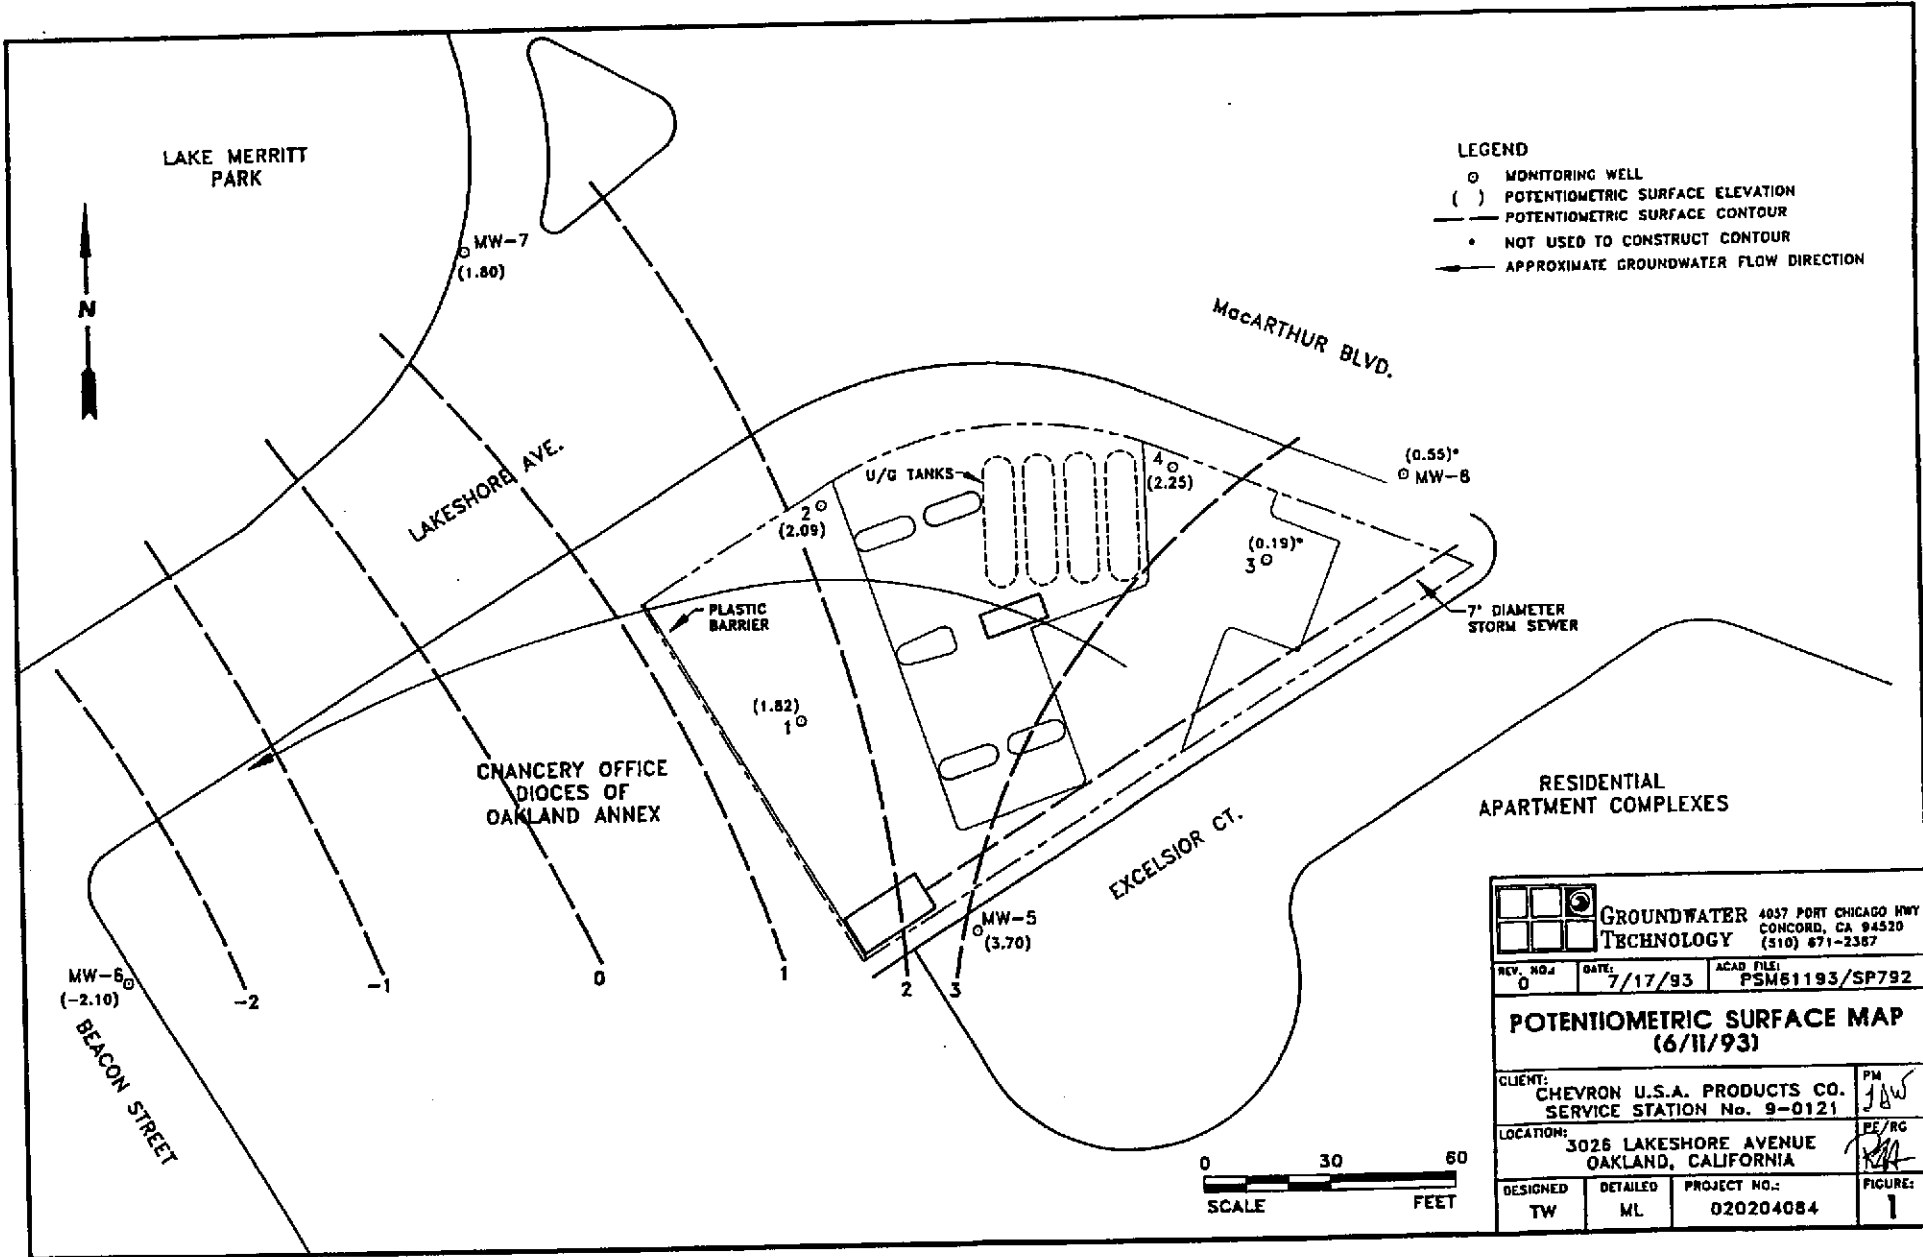 LAKE MERRITT
PARK
N
MW-7
(1.80)
LEGEND
MONITORING WELL
( ) POTENTIOMETRIC SURFACE ELEVATION
POTENTIOMETRIC SURFACE CONTOUR
• NOT USED TO CONSTRUCT CONTOUR
APPROXIMATE GROUNDWATER FLOW DIRECTION
MacARTHUR BLVD.
LAKESHORE AVE.
U/G TANKS
4
(2.25)
(0.55)*
MW-8
2
(2.09)
(0.19)*
3
PLASTIC
BARRIER
7' DIAMETER
STORM SEWER
(1.82)
1
CHANCERY OFFICE
DIOCES OF
OAKLAND ANNEX
RESIDENTIAL
APARTMENT COMPLEXES
EXCELSIOR CT.
MW-5
(3.70)
MW-6
(-2.10)
-2
-1
0
1
2
3
BEACON STREET
0 30 60
SCALE FEET
GROUNDWATER
TECHNOLOGY
4057 PORT CHICAGO HWY
CONCORD, CA 94520
(510) 671-2387
REV. NO.: 0
DATE: 7/17/93
ACAD FILE: PSM61193/SP792
POTENTIOMETRIC SURFACE MAP
(6/11/93)
CLIENT:
CHEVRON U.S.A. PRODUCTS CO.
SERVICE STATION No. 9-0121
PM
LOCATION:
3026 LAKESHORE AVENUE
OAKLAND, CALIFORNIA
PE/RG
DESIGNED
TW
DETAILED
ML
PROJECT NO.:
020204084
FIGURE:
1